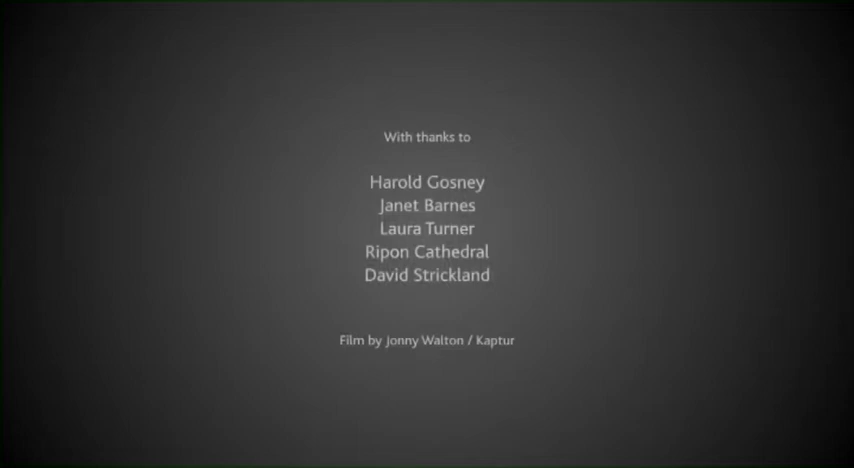 With thanks to
Harold Gosney
Janet Barnes
Laura Turner
Ripon Cathedral
David Strickland
Film by Jonny Walton / Kaptur